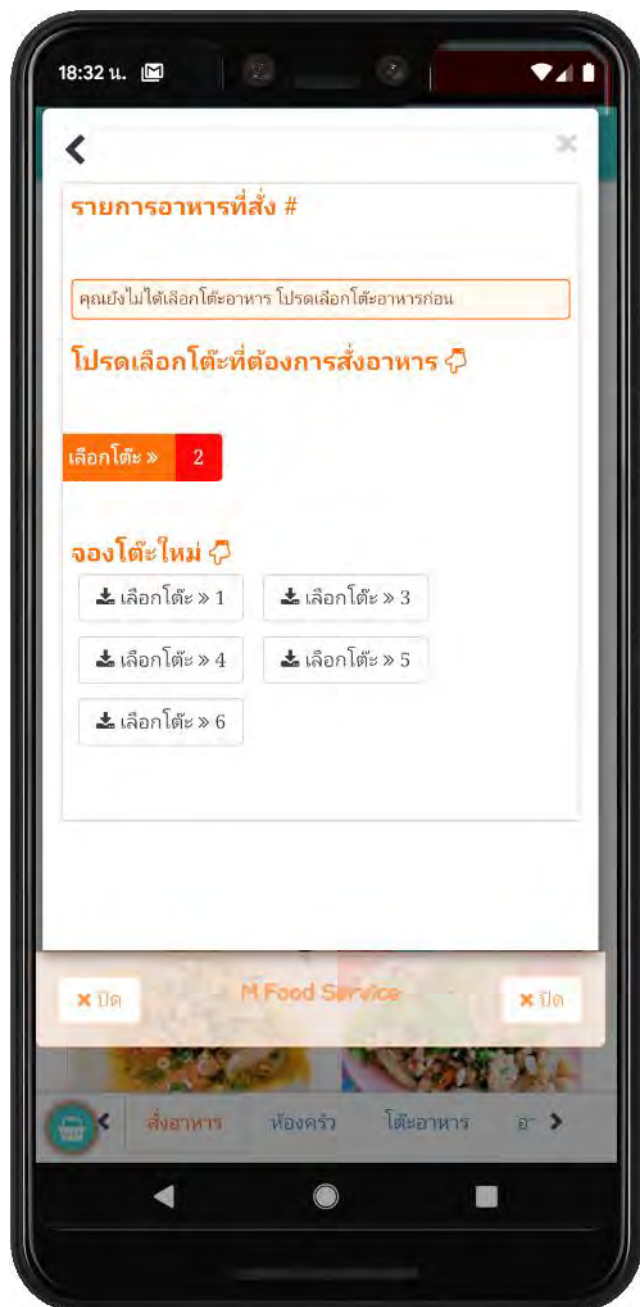 18:32 น.
รายการอาหารที่สั่ง #
คุณยังไม่ได้เลือกโต๊ะอาหาร โปรดเลือกโต๊ะอาหารก่อน
โปรดเลือกโต๊ะที่ต้องการสั่งอาหาร
เลือกโต๊ะ » 2
จองโต๊ะใหม่
เลือกโต๊ะ » 1 เลือกโต๊ะ » 3
เลือกโต๊ะ » 4 เลือกโต๊ะ » 5
เลือกโต๊ะ » 6
ปิด M Food Service ปิด
สั่งอาหาร ห้องครัว โต๊ะอาหาร